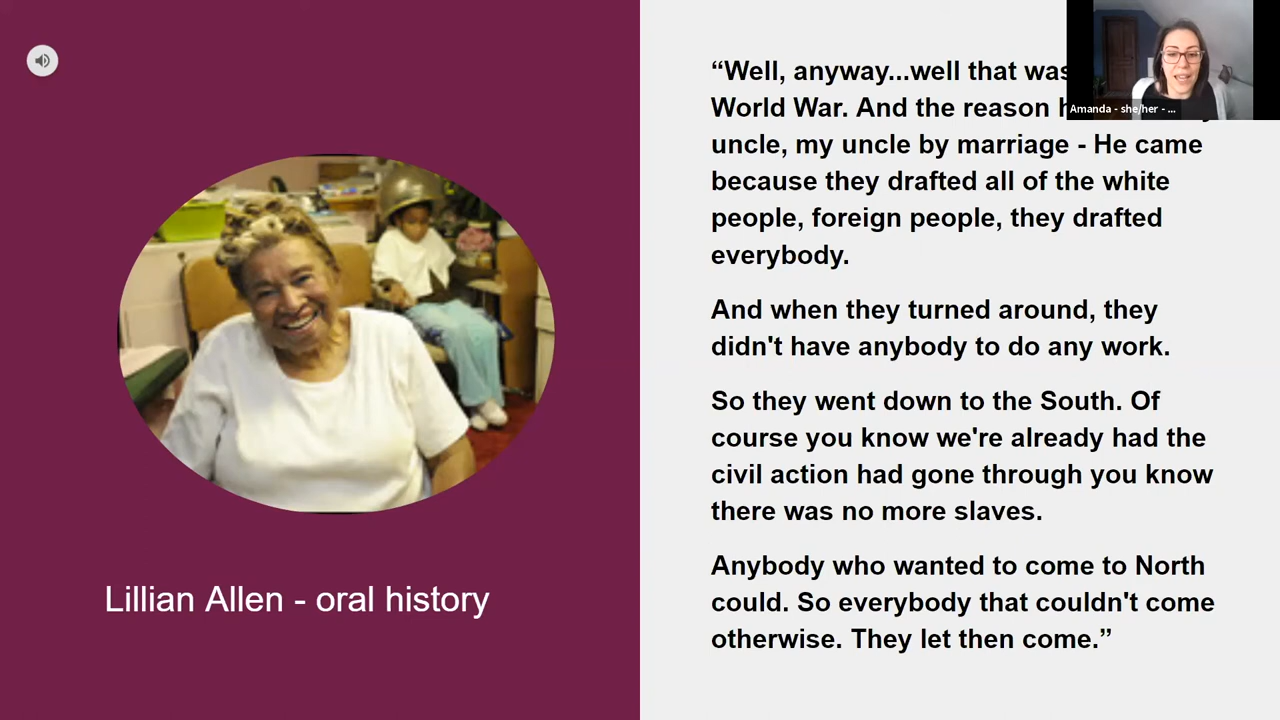 “Well, anyway...well that was
World War. And the reason
uncle, my uncle by marriage - He came
because they drafted all of the white
people, foreign people, they drafted
everybody.
And when they turned around, they
didn't have anybody to do any work.
So they went down to the South. Of
course you know we're already had the
civil action had gone through you know
there was no more slaves.
Anybody who wanted to come to North
could. So everybody that couldn't come
otherwise. They let then come.”
Lillian Allen - oral history
Amanda - she/her - ...